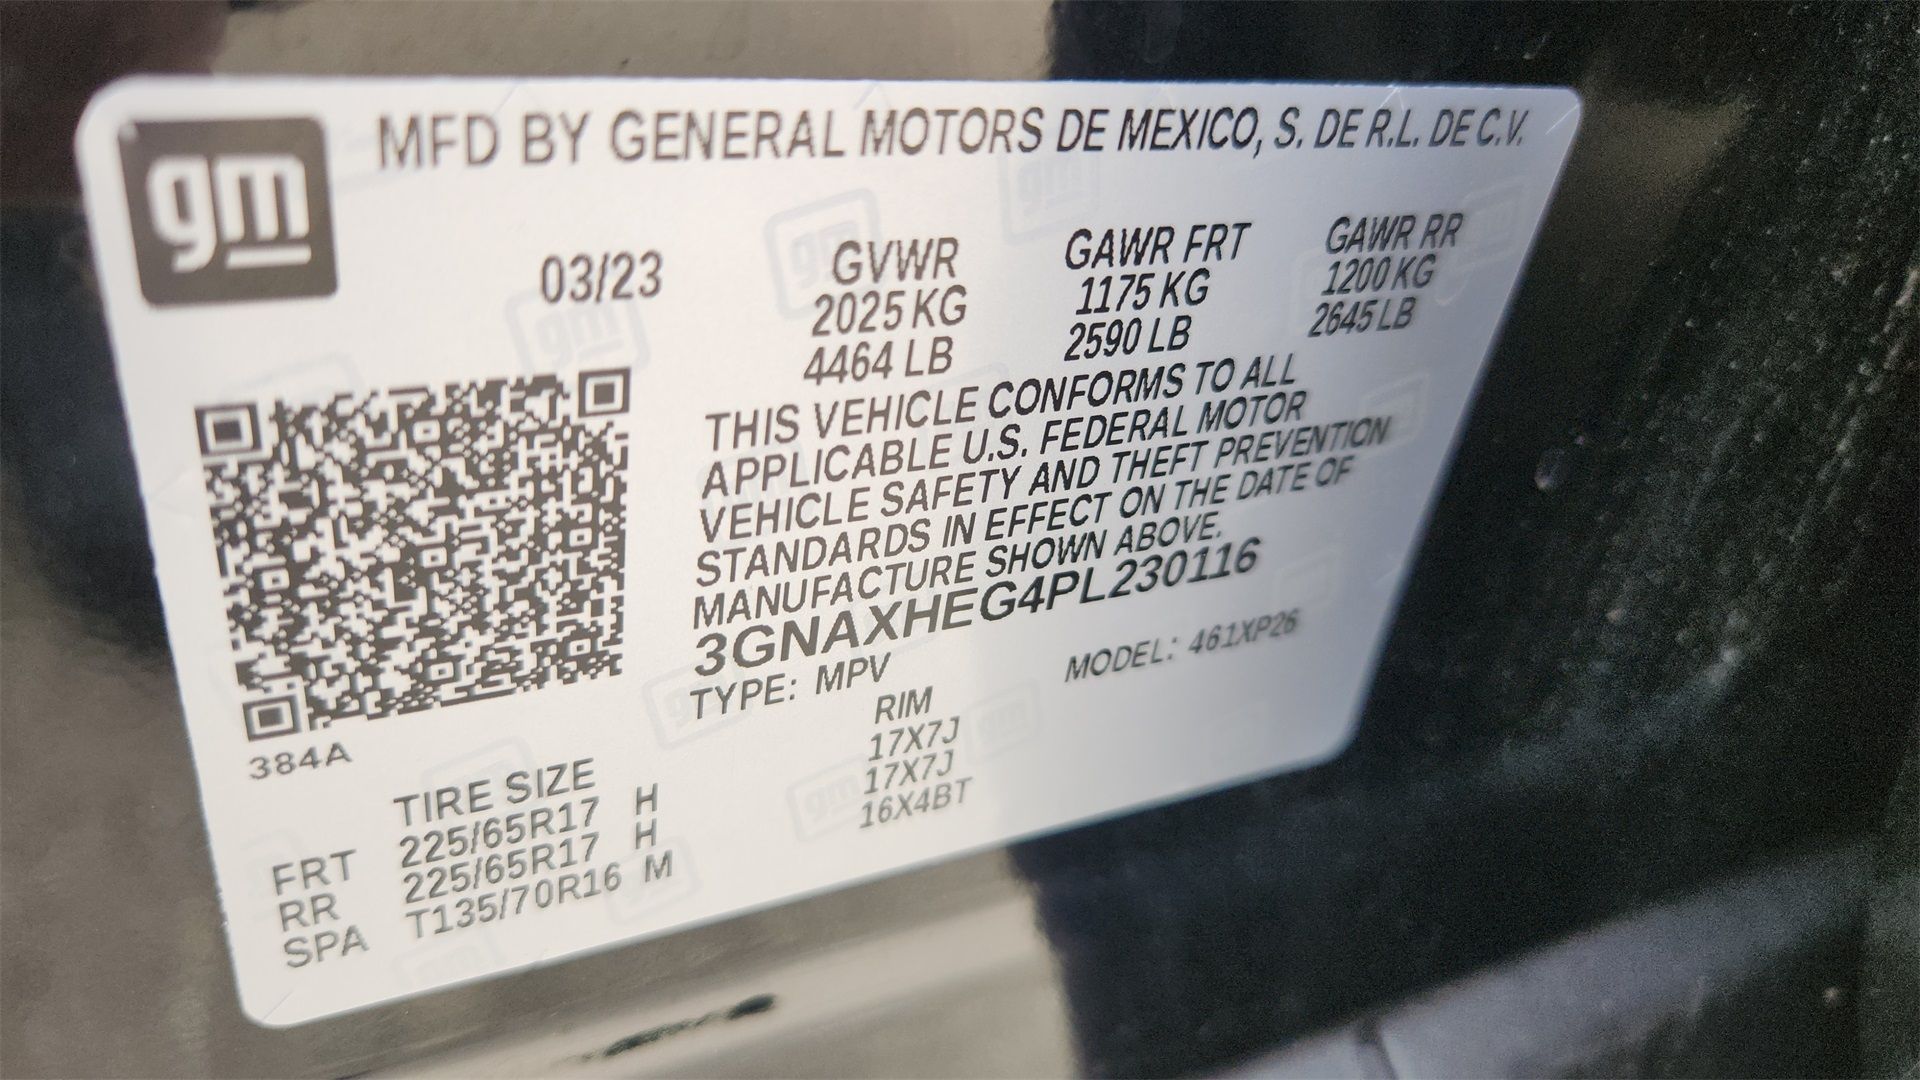 gm
MFD BY GENERAL MOTORS DE MEXICO, S. DE R.L. DE C.V.
03/23
GVWR GAWR FRT GAWR RR
2025 KG 1175 KG 1200 KG
4464 LB 2590 LB 2645 LB
THIS VEHICLE CONFORMS TO ALL
APPLICABLE U.S. FEDERAL MOTOR
VEHICLE SAFETY AND THEFT PREVENTION
STANDARDS IN EFFECT ON THE DATE OF
MANUFACTURE SHOWN ABOVE.
3GNAXHEG4PL230116
TYPE: MPV MODEL: 461XP26
384A
TIRE SIZE RIM
FRT 225/65R17 H 17X7J
RR 225/65R17 H 17X7J
SPA T135/70R16 M 16X4BT